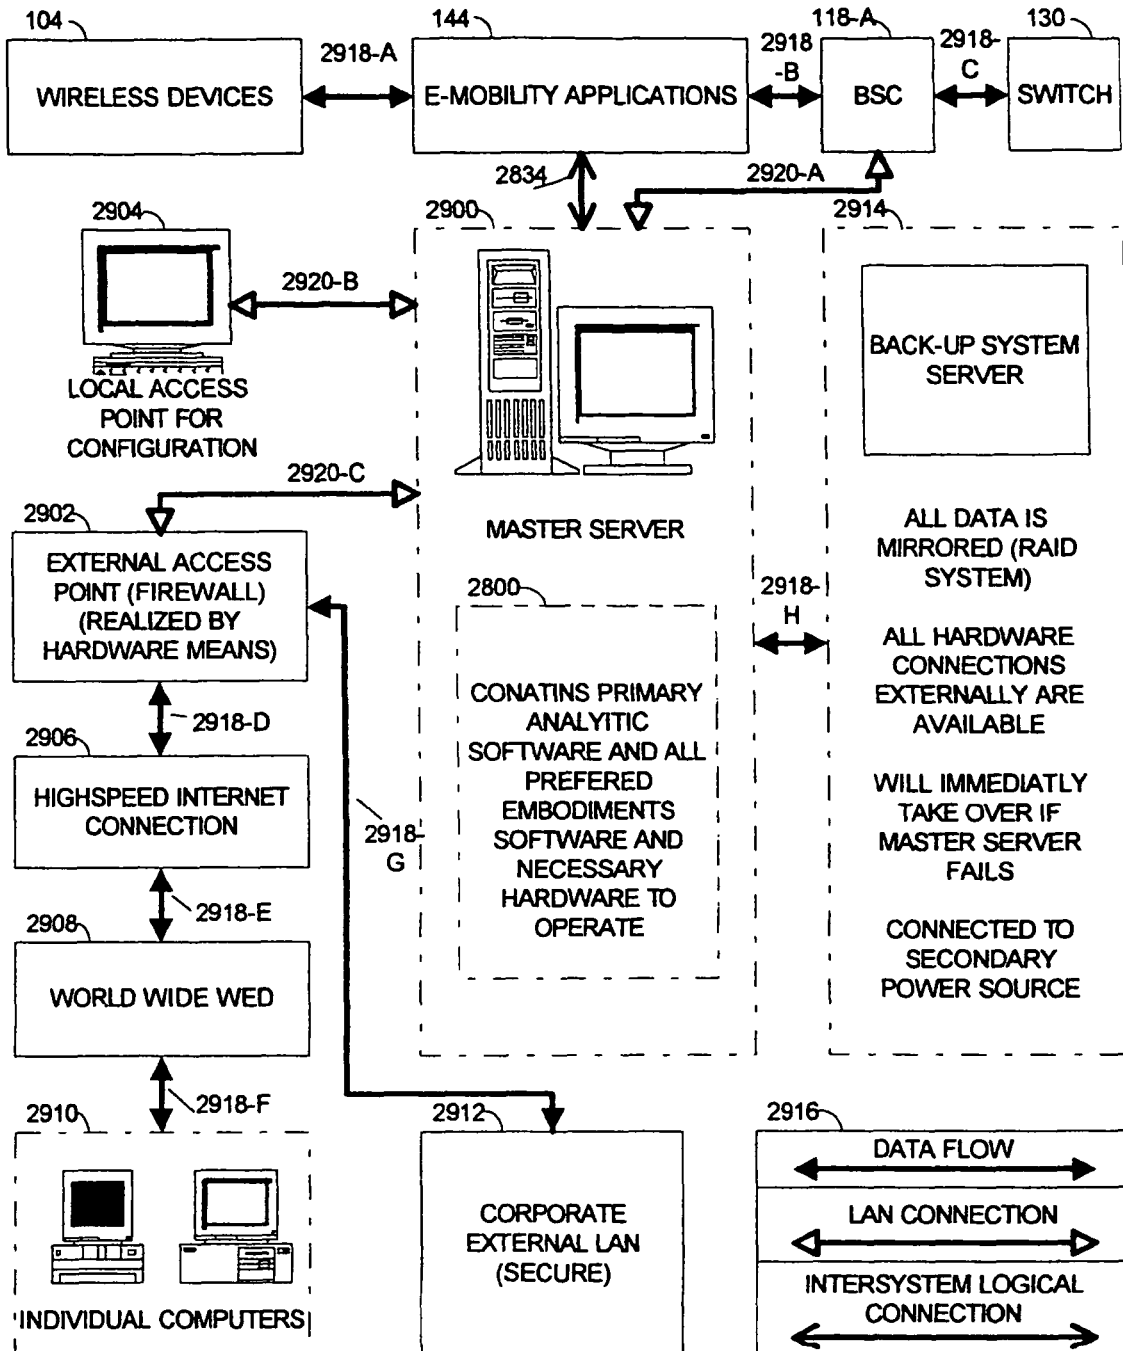 104
144
118-A
130
2918-A
2918
-B
2918-
C
WIRELESS DEVICES
E-MOBILITY APPLICATIONS
BSC
SWITCH
2834
2920-A
2904
2900
2914
2920-B
LOCAL ACCESS
POINT FOR
CONFIGURATION
BACK-UP SYSTEM
SERVER
2920-C
2902
EXTERNAL ACCESS
POINT (FIREWALL)
(REALIZED BY
HARDWARE MEANS)
MASTER SERVER
ALL DATA IS
MIRRORED (RAID
SYSTEM)
2800
2918-
H
ALL HARDWARE
CONNECTIONS
EXTERNALLY ARE
AVAILABLE
CONATINS PRIMARY
ANALYITIC
SOFTWARE AND ALL
PREFERED
EMBODIMENTS
SOFTWARE AND
NECESSARY
HARDWARE TO
OPERATE
2918-D
2906
HIGHSPEED INTERNET
CONNECTION
2918-
G
WILL IMMEDIATLY
TAKE OVER IF
MASTER SERVER
FAILS
2918-E
2908
WORLD WIDE WED
CONNECTED TO
SECONDARY
POWER SOURCE
2918-F
2910
INDIVIDUAL COMPUTERS
2912
CORPORATE
EXTERNAL LAN
(SECURE)
2916
DATA FLOW
LAN CONNECTION
INTERSYSTEM LOGICAL
CONNECTION